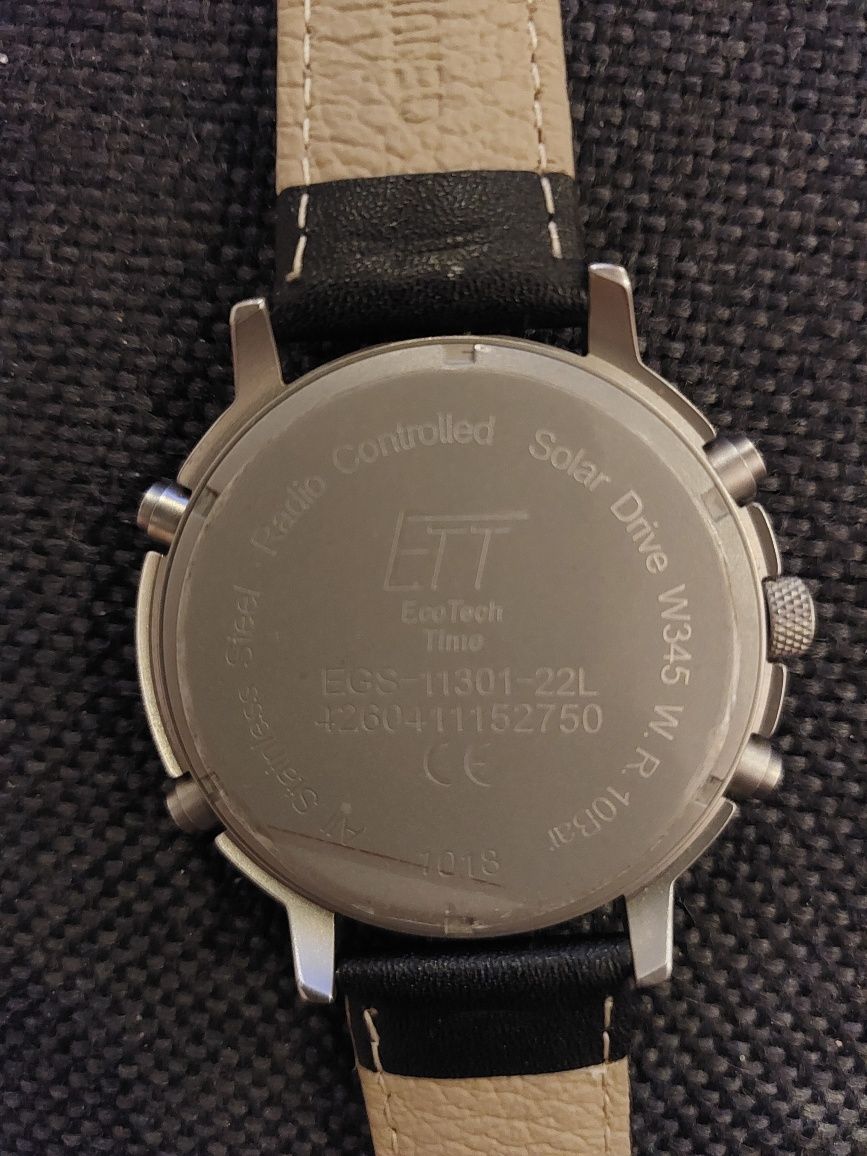 All Stainless Steel Radio Controlled Solar Drive W345 W. R. 10Bar
ETT
EcoTech
Time
EGS-11301-22L
4260411152750
CE
1018